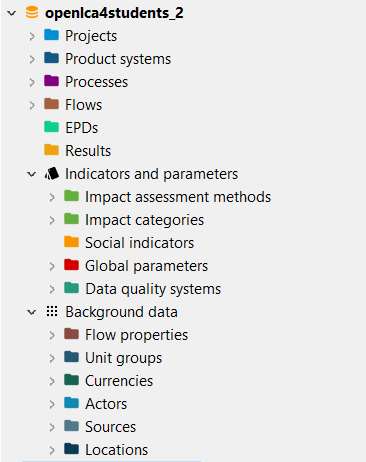 openlca4students_2
Projects
Product systems
Processes
Flows
EPDs
Results
Indicators and parameters
Impact assessment methods
Impact categories
Social indicators
Global parameters
Data quality systems
Background data
Flow properties
Unit groups
Currencies
Actors
Sources
Locations